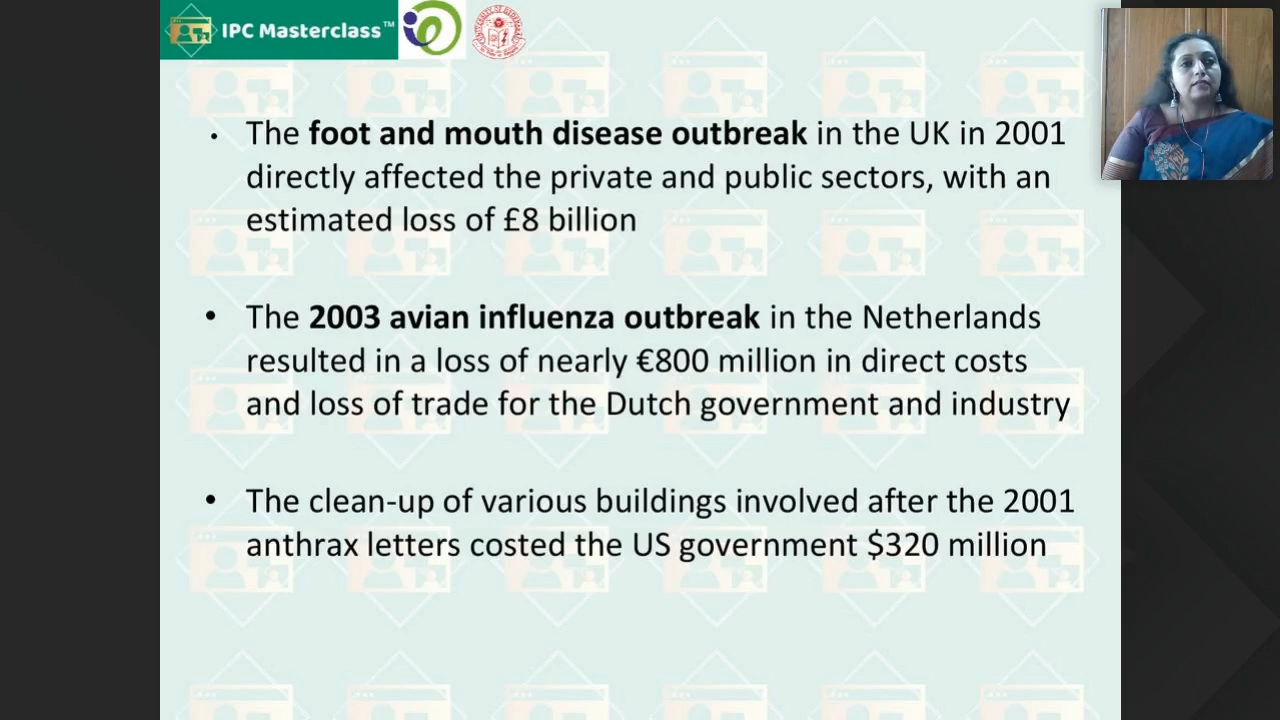 IPC Masterclass™
• The foot and mouth disease outbreak in the UK in 2001
directly affected the private and public sectors, with an
estimated loss of £8 billion
• The 2003 avian influenza outbreak in the Netherlands
resulted in a loss of nearly €800 million in direct costs
and loss of trade for the Dutch government and industry
• The clean-up of various buildings involved after the 2001
anthrax letters costed the US government $320 million